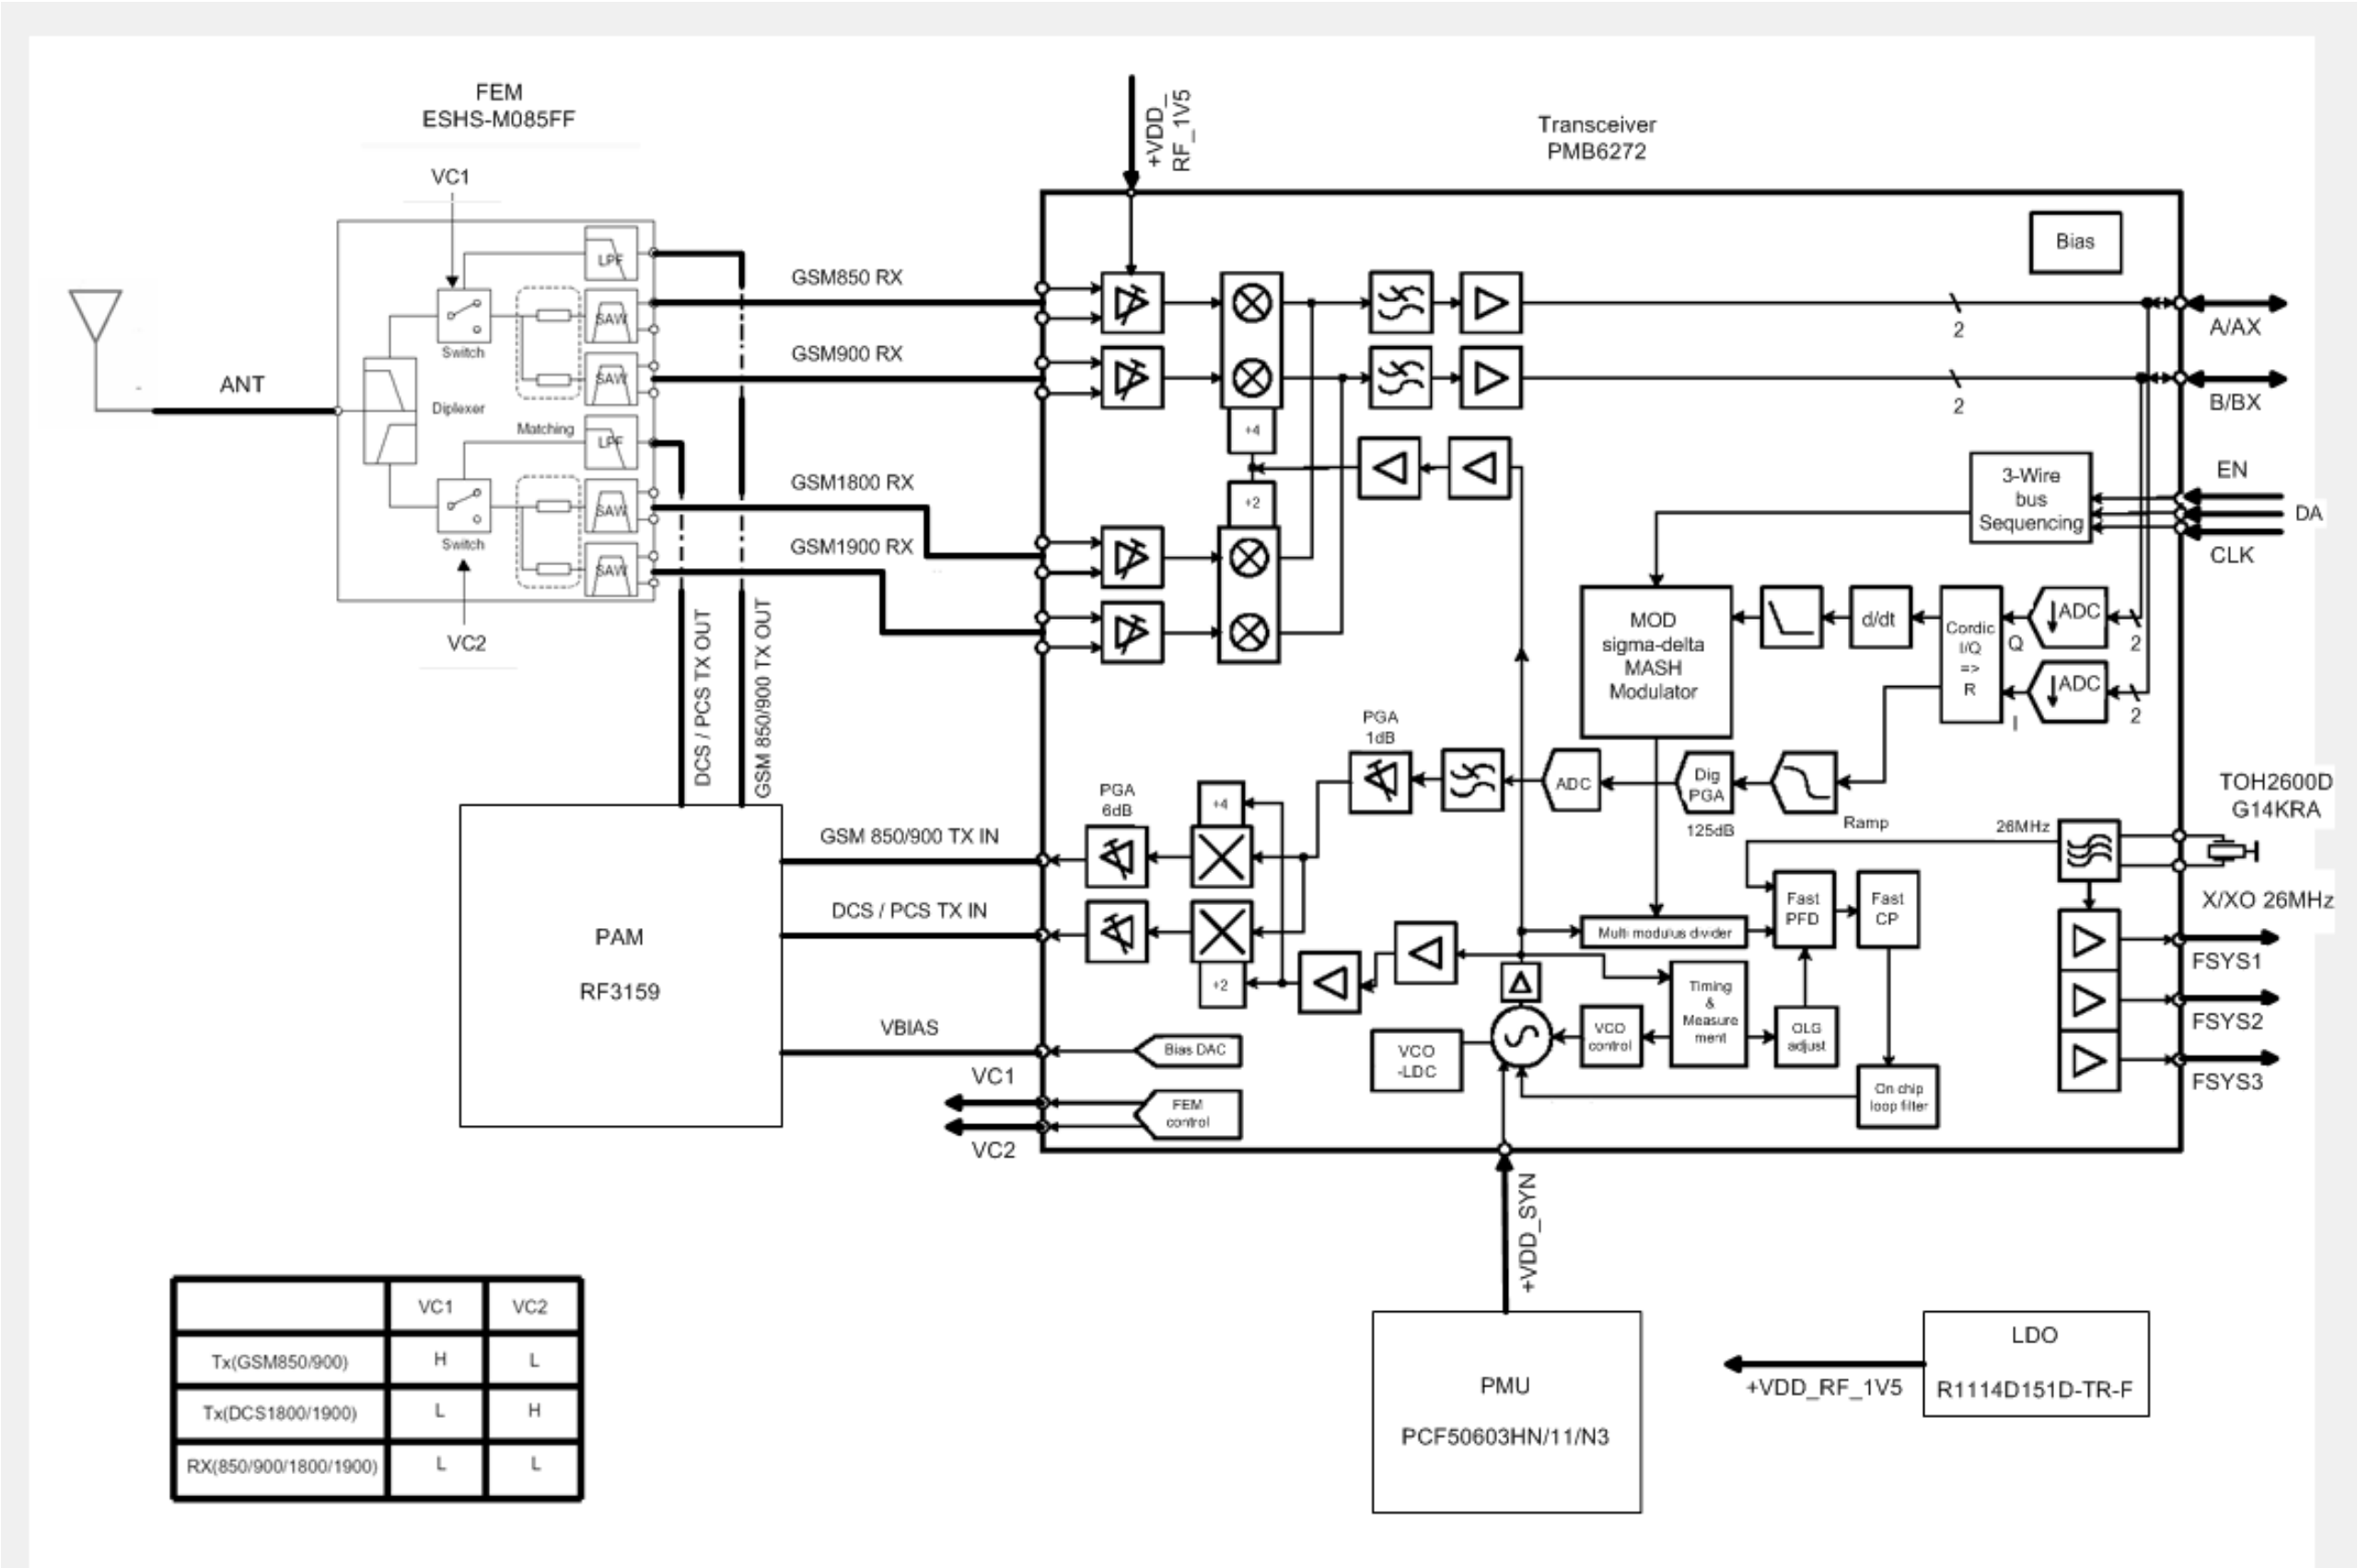 FEM
ESHS-M085FF
VC1
+VDD_
RF_1V5
Transceiver
PMB6272
Bias
LPF
SAW
Switch
SAW
ANT
Diplexer
Matching
LPF
SAW
Switch
SAW
VC2
GSM850 RX
GSM900 RX
GSM1800 RX
GSM1900 RX
DCS / PCS TX OUT
GSM 850/900 TX OUT
+4
+2
2
A/AX
2
B/BX
3-Wire
bus
Sequencing
EN
DA
CLK
MOD
sigma-delta
MASH
Modulator
d/dt
Cordic
I/Q
=>
R
Q
ADC
2
I
ADC
2
PGA
1dB
ADC
Dig
PGA
125dB
Ramp
26MHz
TOH2600D
G14KRA
X/XO 26MHz
PGA
6dB
+4
+2
GSM 850/900 TX IN
DCS / PCS TX IN
PAM
RF3159
VBIAS
Bias DAC
VC1
FEM
control
VC2
Multi modulus divider
Fast
PFD
Fast
CP
Timing
&
Measure
ment
VCO
control
OLG
adjust
VCO
-LDC
On chip
loop filter
FSYS1
FSYS2
FSYS3
+VDD_SYN
PMU
PCF50603HN/11/N3
+VDD_RF_1V5
LDO
R1114D151D-TR-F
VC1 VC2
Tx(GSM850/900) H L
Tx(DCS1800/1900) L H
RX(850/900/1800/1900) L L